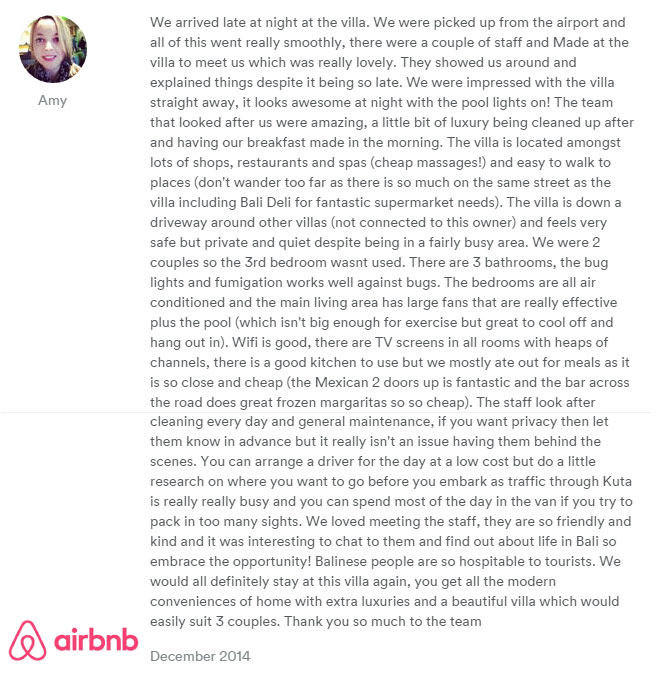 Amy
We arrived late at night at the villa. We were picked up from the airport and
all of this went really smoothly, there were a couple of staff and Made at the
villa to meet us which was really lovely. They showed us around and
explained things despite it being so late. We were impressed with the villa
straight away, it looks awesome at night with the pool lights on! The team
that looked after us were amazing, a little bit of luxury being cleaned up after
and having our breakfast made in the morning. The villa is located amongst
lots of shops, restaurants and spas (cheap massages!) and easy to walk to
places (don't wander too far as there is so much on the same street as the
villa including Bali Deli for fantastic supermarket needs). The villa is down a
driveway around other villas (not connected to this owner) and feels very
safe but private and quiet despite being in a fairly busy area. We were 2
couples so the 3rd bedroom wasnt used. There are 3 bathrooms, the bug
lights and fumigation works well against bugs. The bedrooms are all air
conditioned and the main living area has large fans that are really effective
plus the pool (which isn't big enough for exercise but great to cool off and
hang out in). Wifi is good, there are TV screens in all rooms with heaps of
channels, there is a good kitchen to use but we mostly ate out for meals as it
is so close and cheap (the Mexican 2 doors up is fantastic and the bar across
the road does great frozen margaritas so so cheap). The staff look after
cleaning every day and general maintenance, if you want privacy then let
them know in advance but it really isn't an issue having them behind the
scenes. You can arrange a driver for the day at a low cost but do a little
research on where you want to go before you embark as traffic through Kuta
is really really busy and you can spend most of the day in the van if you try to
pack in too many sights. We loved meeting the staff, they are so friendly and
kind and it was interesting to chat to them and find out about life in Bali so
embrace the opportunity! Balinese people are so hospitable to tourists. We
would all definitely stay at this villa again, you get all the modern
conveniences of home with extra luxuries and a beautiful villa which would
easily suit 3 couples. Thank you so much to the team
airbnb
December 2014